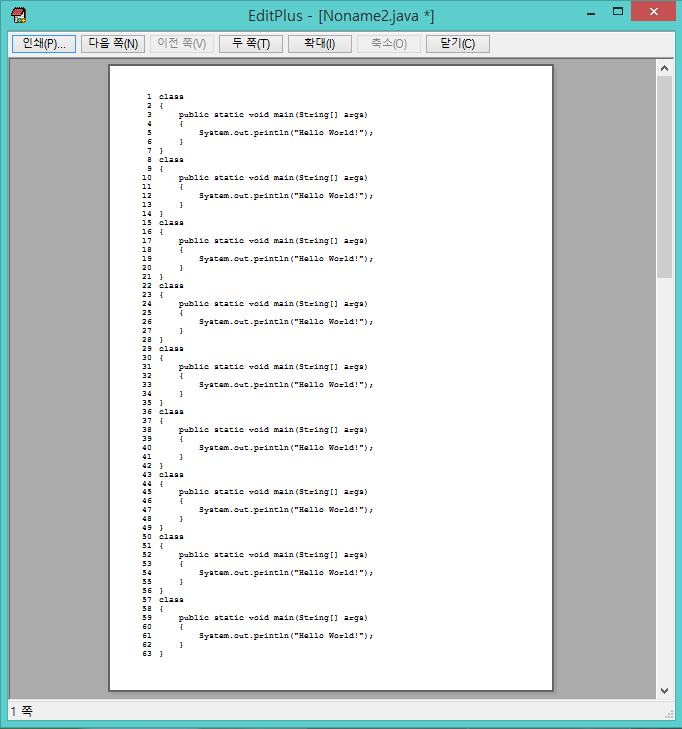 EditPlus - [Noname2.java *]
인쇄(P)... 다음 쪽(N) 이전 쪽(V) 두 쪽(T) 확대(I) 축소(O) 닫기(C)
1 class
2 {
3     public static void main(String[] args)
4     {
5         System.out.println("Hello World!");
6     }
7 }
8 class
9 {
10     public static void main(String[] args)
11     {
12         System.out.println("Hello World!");
13     }
14 }
15 class
16 {
17     public static void main(String[] args)
18     {
19         System.out.println("Hello World!");
20     }
21 }
22 class
23 {
24     public static void main(String[] args)
25     {
26         System.out.println("Hello World!");
27     }
28 }
29 class
30 {
31     public static void main(String[] args)
32     {
33         System.out.println("Hello World!");
34     }
35 }
36 class
37 {
38     public static void main(String[] args)
39     {
40         System.out.println("Hello World!");
41     }
42 }
43 class
44 {
45     public static void main(String[] args)
46     {
47         System.out.println("Hello World!");
48     }
49 }
50 class
51 {
52     public static void main(String[] args)
53     {
54         System.out.println("Hello World!");
55     }
56 }
57 class
58 {
59     public static void main(String[] args)
60     {
61         System.out.println("Hello World!");
62     }
63 }
1 쪽